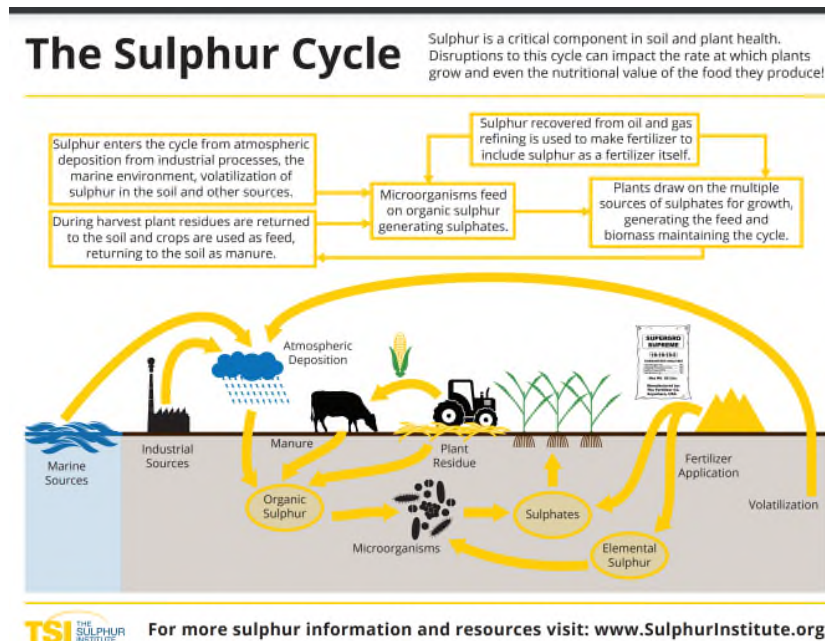 The Sulphur Cycle
Sulphur is a critical component in soil and plant health.
Disruptions to this cycle can impact the rate at which plants
grow and even the nutritional value of the food they produce!
Sulphur enters the cycle from atmospheric
deposition from industrial processes, the
marine environment, volatilization of
sulphur in the soil and other sources.
Sulphur recovered from oil and gas
refining is used to make fertilizer to
include sulphur as a fertilizer itself.
Microorganisms feed
on organic sulphur
generating sulphates.
Plants draw on the multiple
sources of sulphates for growth,
generating the feed and
biomass maintaining the cycle.
During harvest plant residues are returned
to the soil and crops are used as feed,
returning to the soil as manure.
Atmospheric
Deposition
SUPERGRO
SUPREME
Marine
Sources
Industrial
Sources
Manure
Plant
Residue
Fertilizer
Application
Volatilization
Organic
Sulphur
Microorganisms
Sulphates
Elemental
Sulphur
TSI THE
SULPHUR
INSTITUTE
For more sulphur information and resources visit: www.SulphurInstitute.org